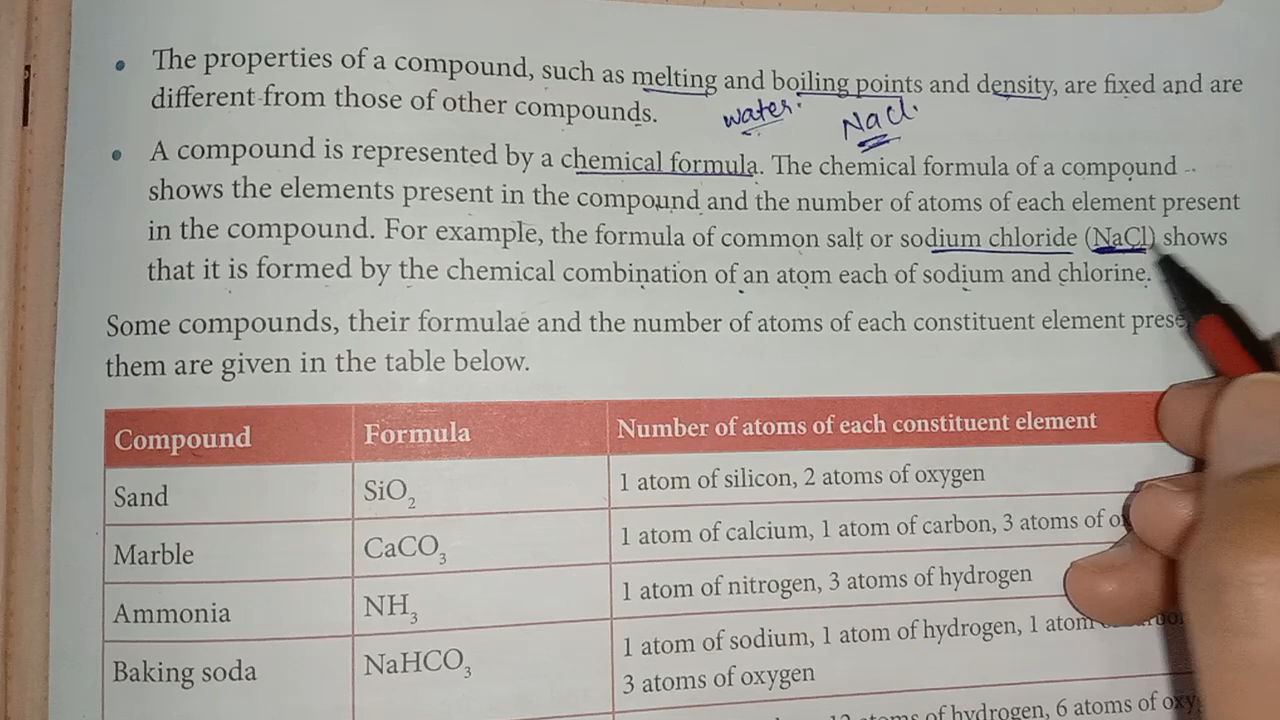 • The properties of a compound, such as melting and boiling points and density, are fixed and are
different from those of other compounds.
water. NaCl.
• A compound is represented by a chemical formula. The chemical formula of a compound
shows the elements present in the compound and the number of atoms of each element present
in the compound. For example, the formula of common salt or sodium chloride (NaCl) shows
that it is formed by the chemical combination of an atom each of sodium and chlorine.
Some compounds, their formulae and the number of atoms of each constituent element
them are given in the table below.
Compound Formula Number of atoms of each constituent element
Sand SiO₂ 1 atom of silicon, 2 atoms of oxygen
Marble CaCO₃ 1 atom of calcium, 1 atom of carbon, 3 atoms of
Ammonia NH₃ 1 atom of nitrogen, 3 atoms of hydrogen
Baking soda NaHCO₃ 1 atom of sodium, 1 atom of hydrogen, 1 atom
3 atoms of oxygen
of hydrogen, 6 atoms of